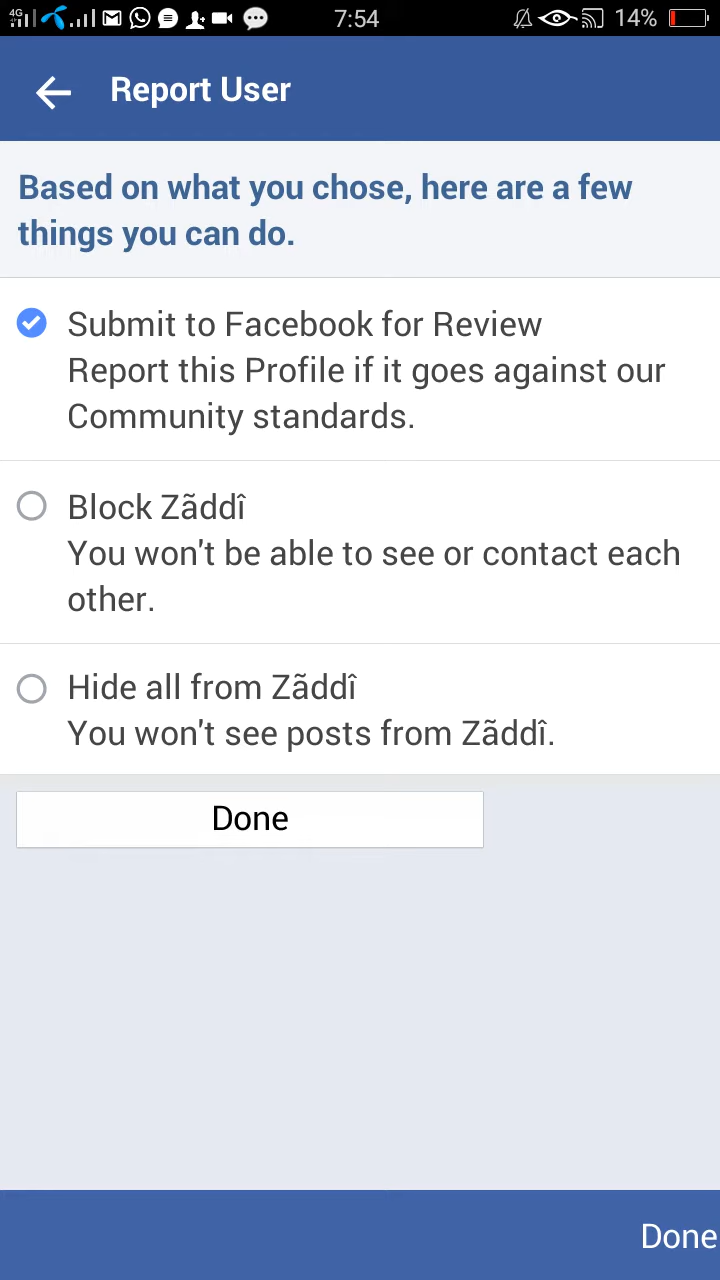 4G 7:54 14%
Report User
Based on what you chose, here are a few
things you can do.
Submit to Facebook for Review
Report this Profile if it goes against our
Community standards.
Block Zãddî
You won't be able to see or contact each
other.
Hide all from Zãddî
You won't see posts from Zãddî.
Done
Done